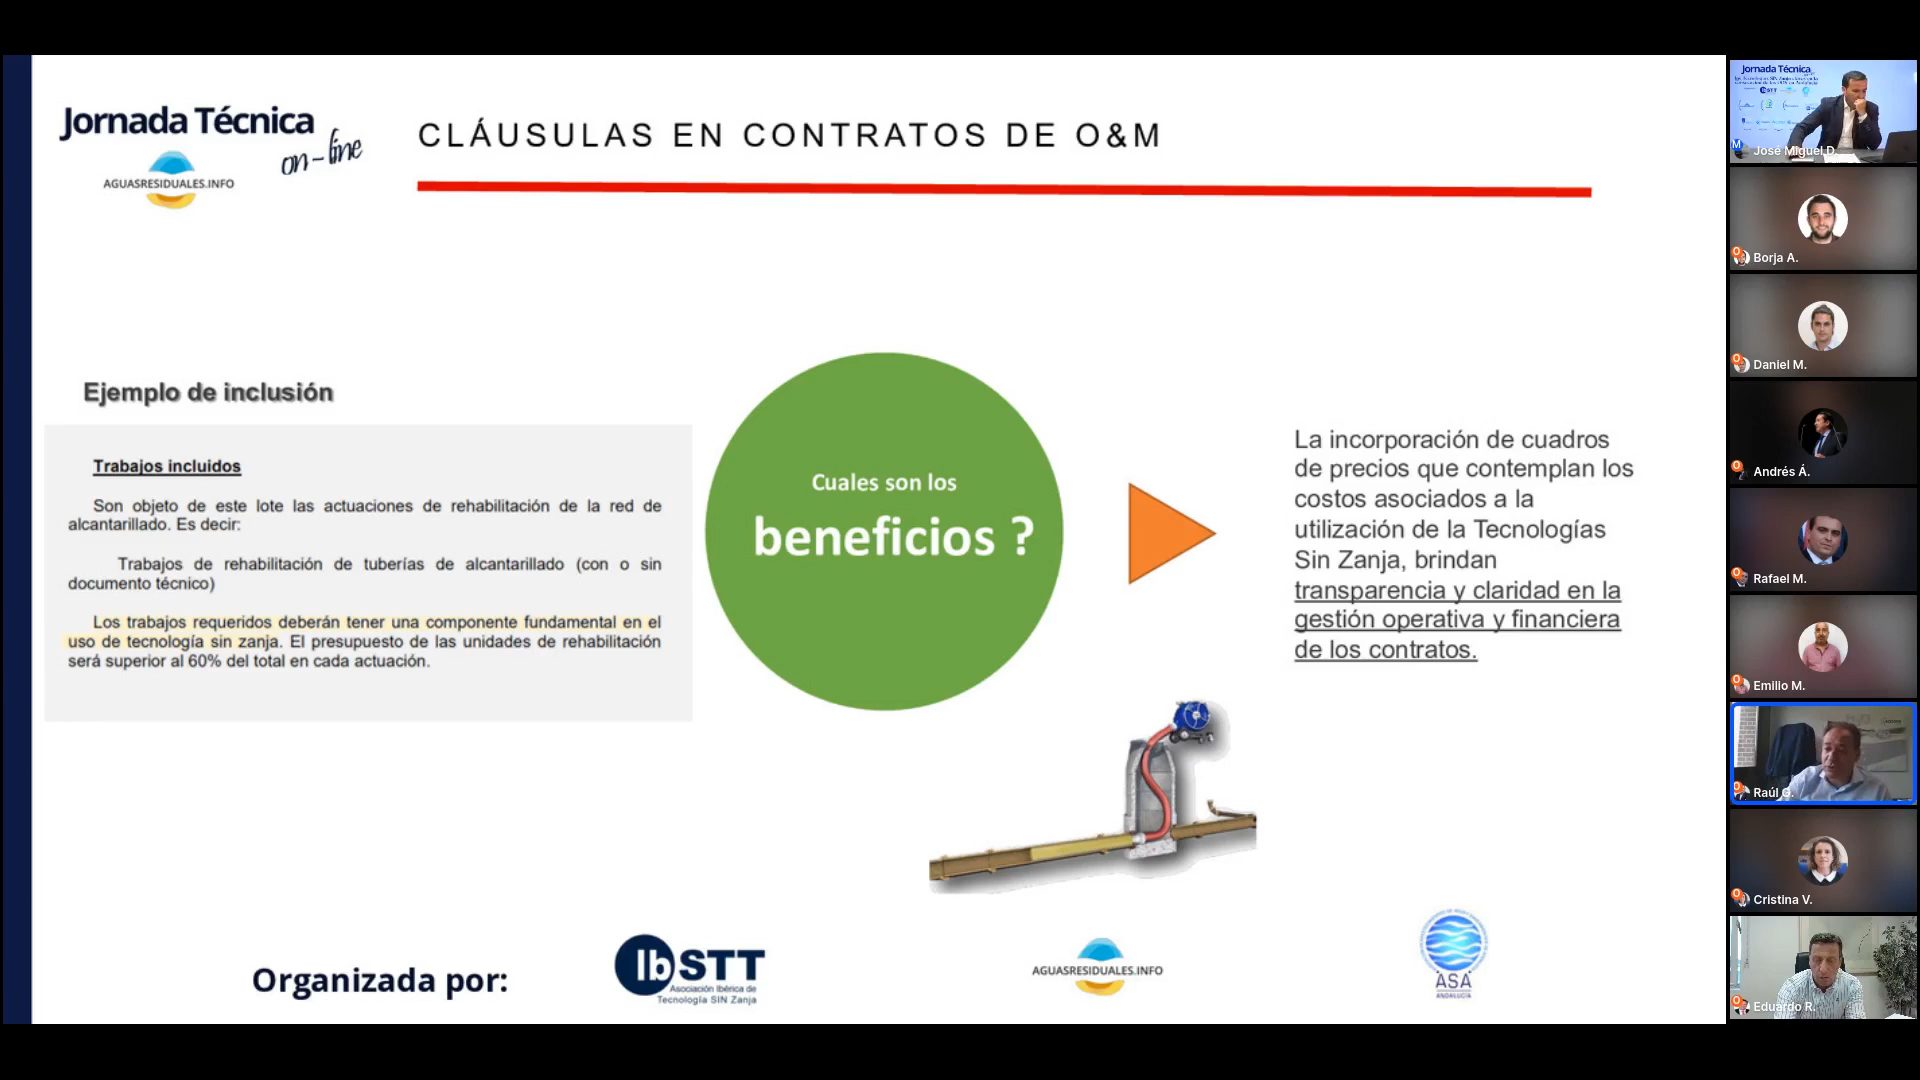 Jornada Técnica
on-line
AGUASRESIDUALES.INFO
CLÁUSULAS EN CONTRATOS DE O&M
Ejemplo de inclusión
Trabajos incluidos
Son objeto de este lote las actuaciones de rehabilitación de la red de
alcantarillado. Es decir:
Trabajos de rehabilitación de tuberías de alcantarillado (con o sin
documento técnico)
Los trabajos requeridos deberán tener una componente fundamental en el
uso de tecnología sin zanja. El presupuesto de las unidades de rehabilitación
será superior al 60% del total en cada actuación.
Cuales son los
beneficios ?
La incorporación de cuadros
de precios que contemplan los
costos asociados a la
utilización de la Tecnologías
Sin Zanja, brindan
transparencia y claridad en la
gestión operativa y financiera
de los contratos.
Organizada por:
IbSTT
Asociación Ibérica de
Tecnología SIN Zanja
AGUASRESIDUALES.INFO
ASA
ANDALUCÍA
Jornada Técnica
José Miguel D.
Borja A.
Daniel M.
Andrés Á.
Rafael M.
Emilio M.
Raúl G.
Cristina V.
Eduardo R.